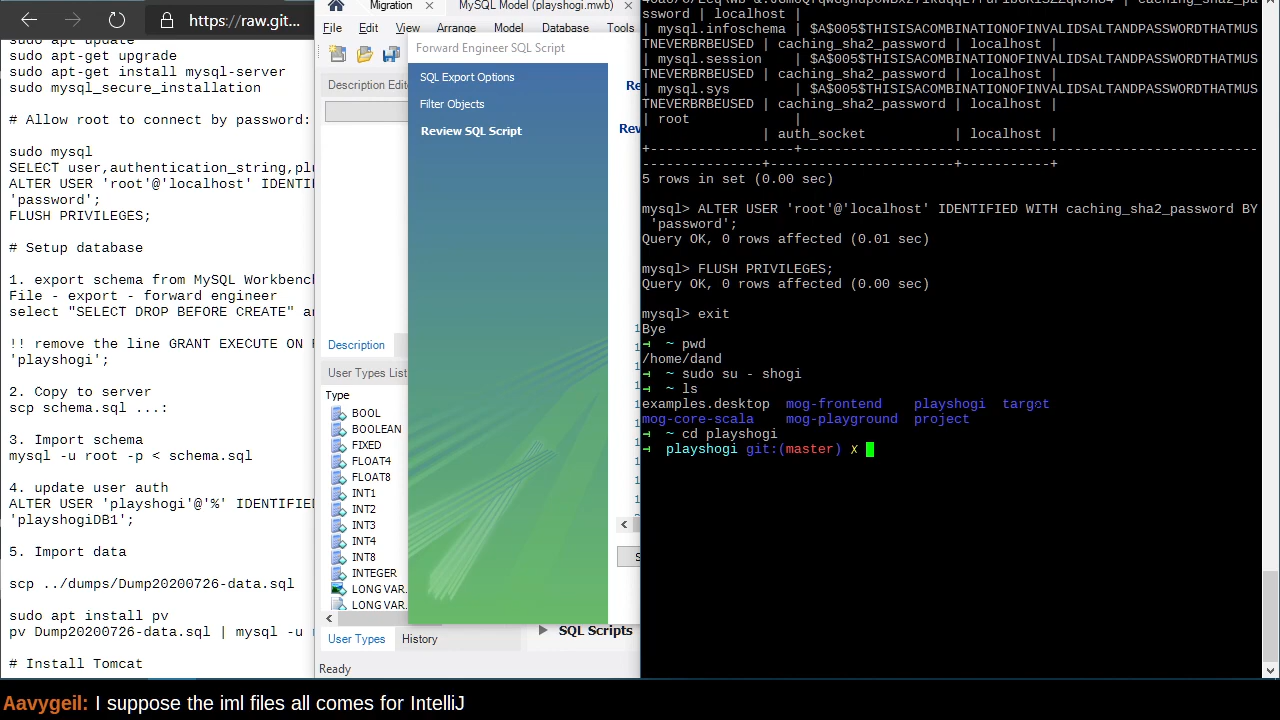 https://raw.git...
sudo apt update
sudo apt-get upgrade
sudo apt-get install mysql-server
sudo mysql_secure_installation
# Allow root to connect by password:
sudo mysql
SELECT user,authentication_string,plu
ALTER USER 'root'@'localhost' IDENTIF
'password';
FLUSH PRIVILEGES;
# Setup database
1. export schema from MySQL Workbench
File - export - forward engineer
select "SELECT DROP BEFORE CREATE" an
!! remove the line GRANT EXECUTE ON
'playshogi';
2. Copy to server
scp schema.sql ...:
3. Import schema
mysql -u root -p < schema.sql
4. update user auth
ALTER USER 'playshogi'@'%' IDENTIFIED
'playshogiDB1';
5. Import data
scp ../dumps/Dump20200726-data.sql
sudo apt install pv
pv Dump20200726-data.sql | mysql -u
# Install Tomcat
Migration
MySQL Model (playshogi.mwb)
File Edit View Arrange Model Database Tools
Forward Engineer SQL Script
SQL Export Options
Filter Objects
Review SQL Script
Description Edit
Description
User Types List
Type
BOOL
BOOLEAN
FIXED
FLOAT4
FLOAT8
INT1
INT2
INT3
INT4
INT8
INTEGER
LONG VAR.
LONG VAR.
User Types History
SQL Scripts
Ready
ssword | localhost |
| mysql.infoschema | $A$005$THISISACOMBINATIONOFINVALIDSALTANDPASSWORDTHATMUS
TNEVERBRBEUSED | caching_sha2_password | localhost |
| mysql.session | $A$005$THISISACOMBINATIONOFINVALIDSALTANDPASSWORDTHATMUS
TNEVERBRBEUSED | caching_sha2_password | localhost |
| mysql.sys | $A$005$THISISACOMBINATIONOFINVALIDSALTANDPASSWORDTHATMUS
TNEVERBRBEUSED | caching_sha2_password | localhost |
| root |
| auth_socket | localhost |
+------------------+------------------------------------------------------
----------------+-----------------------+-----------+
5 rows in set (0.00 sec)
mysql> ALTER USER 'root'@'localhost' IDENTIFIED WITH caching_sha2_password BY
'password';
Query OK, 0 rows affected (0.01 sec)
mysql> FLUSH PRIVILEGES;
Query OK, 0 rows affected (0.00 sec)
mysql> exit
Bye
→ ~ pwd
/home/dand
→ ~ sudo su - shogi
→ ~ ls
examples.desktop mog-frontend playshogi target
mog-core-scala mog-playground project
→ ~ cd playshogi
→ playshogi git:(master) ✗
Aavygeil: I suppose the iml files all comes for IntelliJ